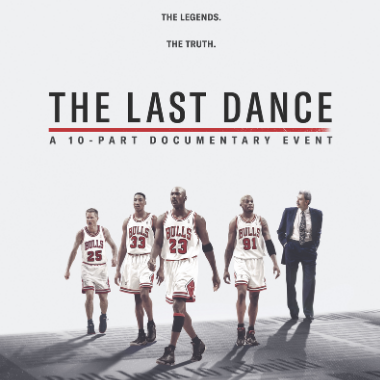 THE LEGENDS.
THE TRUTH.
THE LAST DANCE
A 10-PART DOCUMENTARY EVENT
BULLS BULLS BULLS BULLS
25 33 23 91